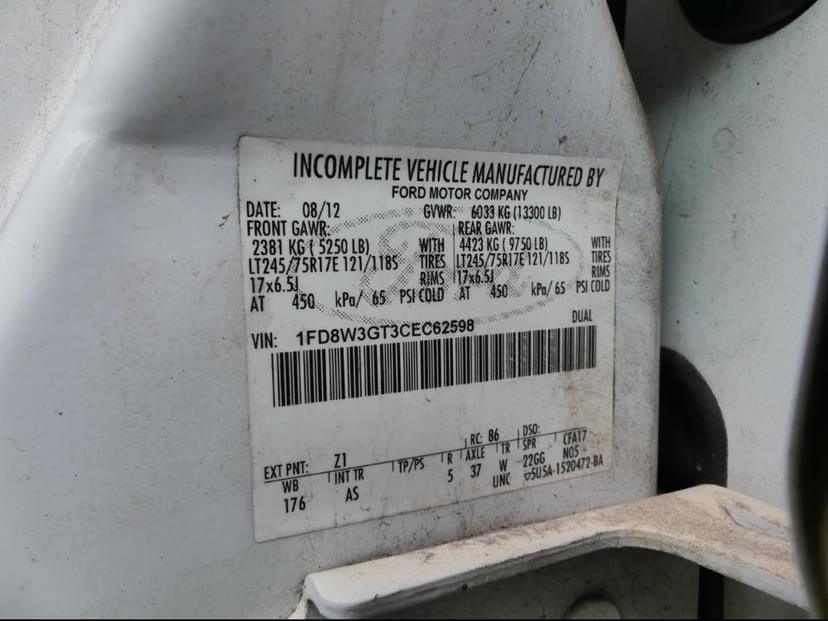 INCOMPLETE VEHICLE MANUFACTURED BY
FORD MOTOR COMPANY
DATE: 08/12 GVWR: 6033 KG (13300 LB)
FRONT GAWR: REAR GAWR:
2381 KG ( 5250 LB) WITH 4423 KG ( 9750 LB) WITH
LT245/75R17E 121/118S TIRES LT245/75R17E 121/118S TIRES
17x6.5J RIMS 17x6.5J RIMS
AT 450 kPa/ 65 PSI COLD AT 450 kPa/ 65 PSI COLD
DUAL
VIN: 1FD8W3GT3CEC62598
EXT PNT: Z1 RC: B6 DSO:
WB INT TR TP/PS R AXLE TR SPR CFA17
176 AS 5 37 W 22GG N05
UNC ▽5U5A-1520472-BA